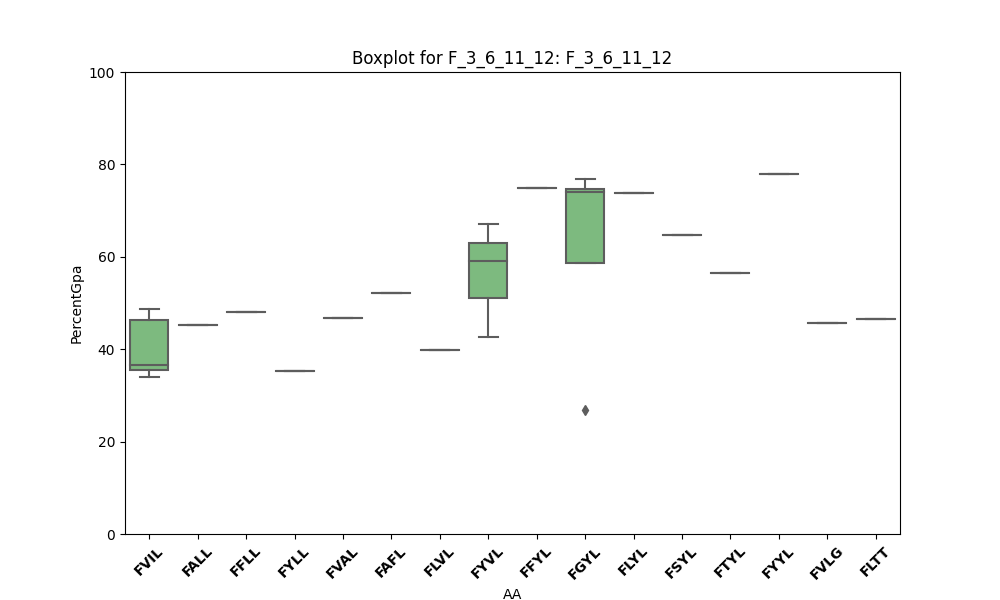 Boxplot for F_3_6_11_12: F_3_6_11_12
100
80
60
40
20
0
PercentGpa
FVIL FALL FFLL FYLL FVAL FAFL FLVL FYVL FFYL FGYL FLYL FSYL FTYL FYYL FVLG FLTT
AA